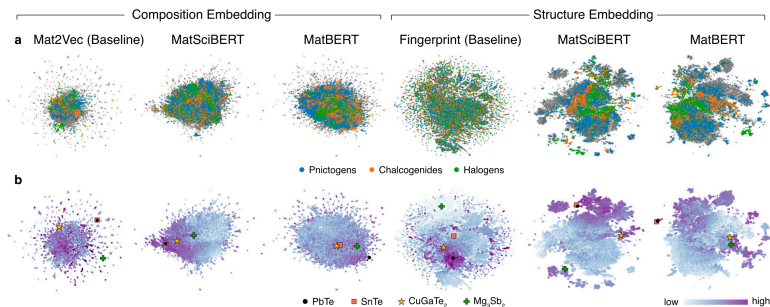 Composition Embedding Structure Embedding
a Mat2Vec (Baseline) MatSciBERT MatBERT Fingerprint (Baseline) MatSciBERT MatBERT
Pnictogens Chalcogenides Halogens
b
low high
PbTe SnTe CuGaTe₂ Mg₃Sb₂